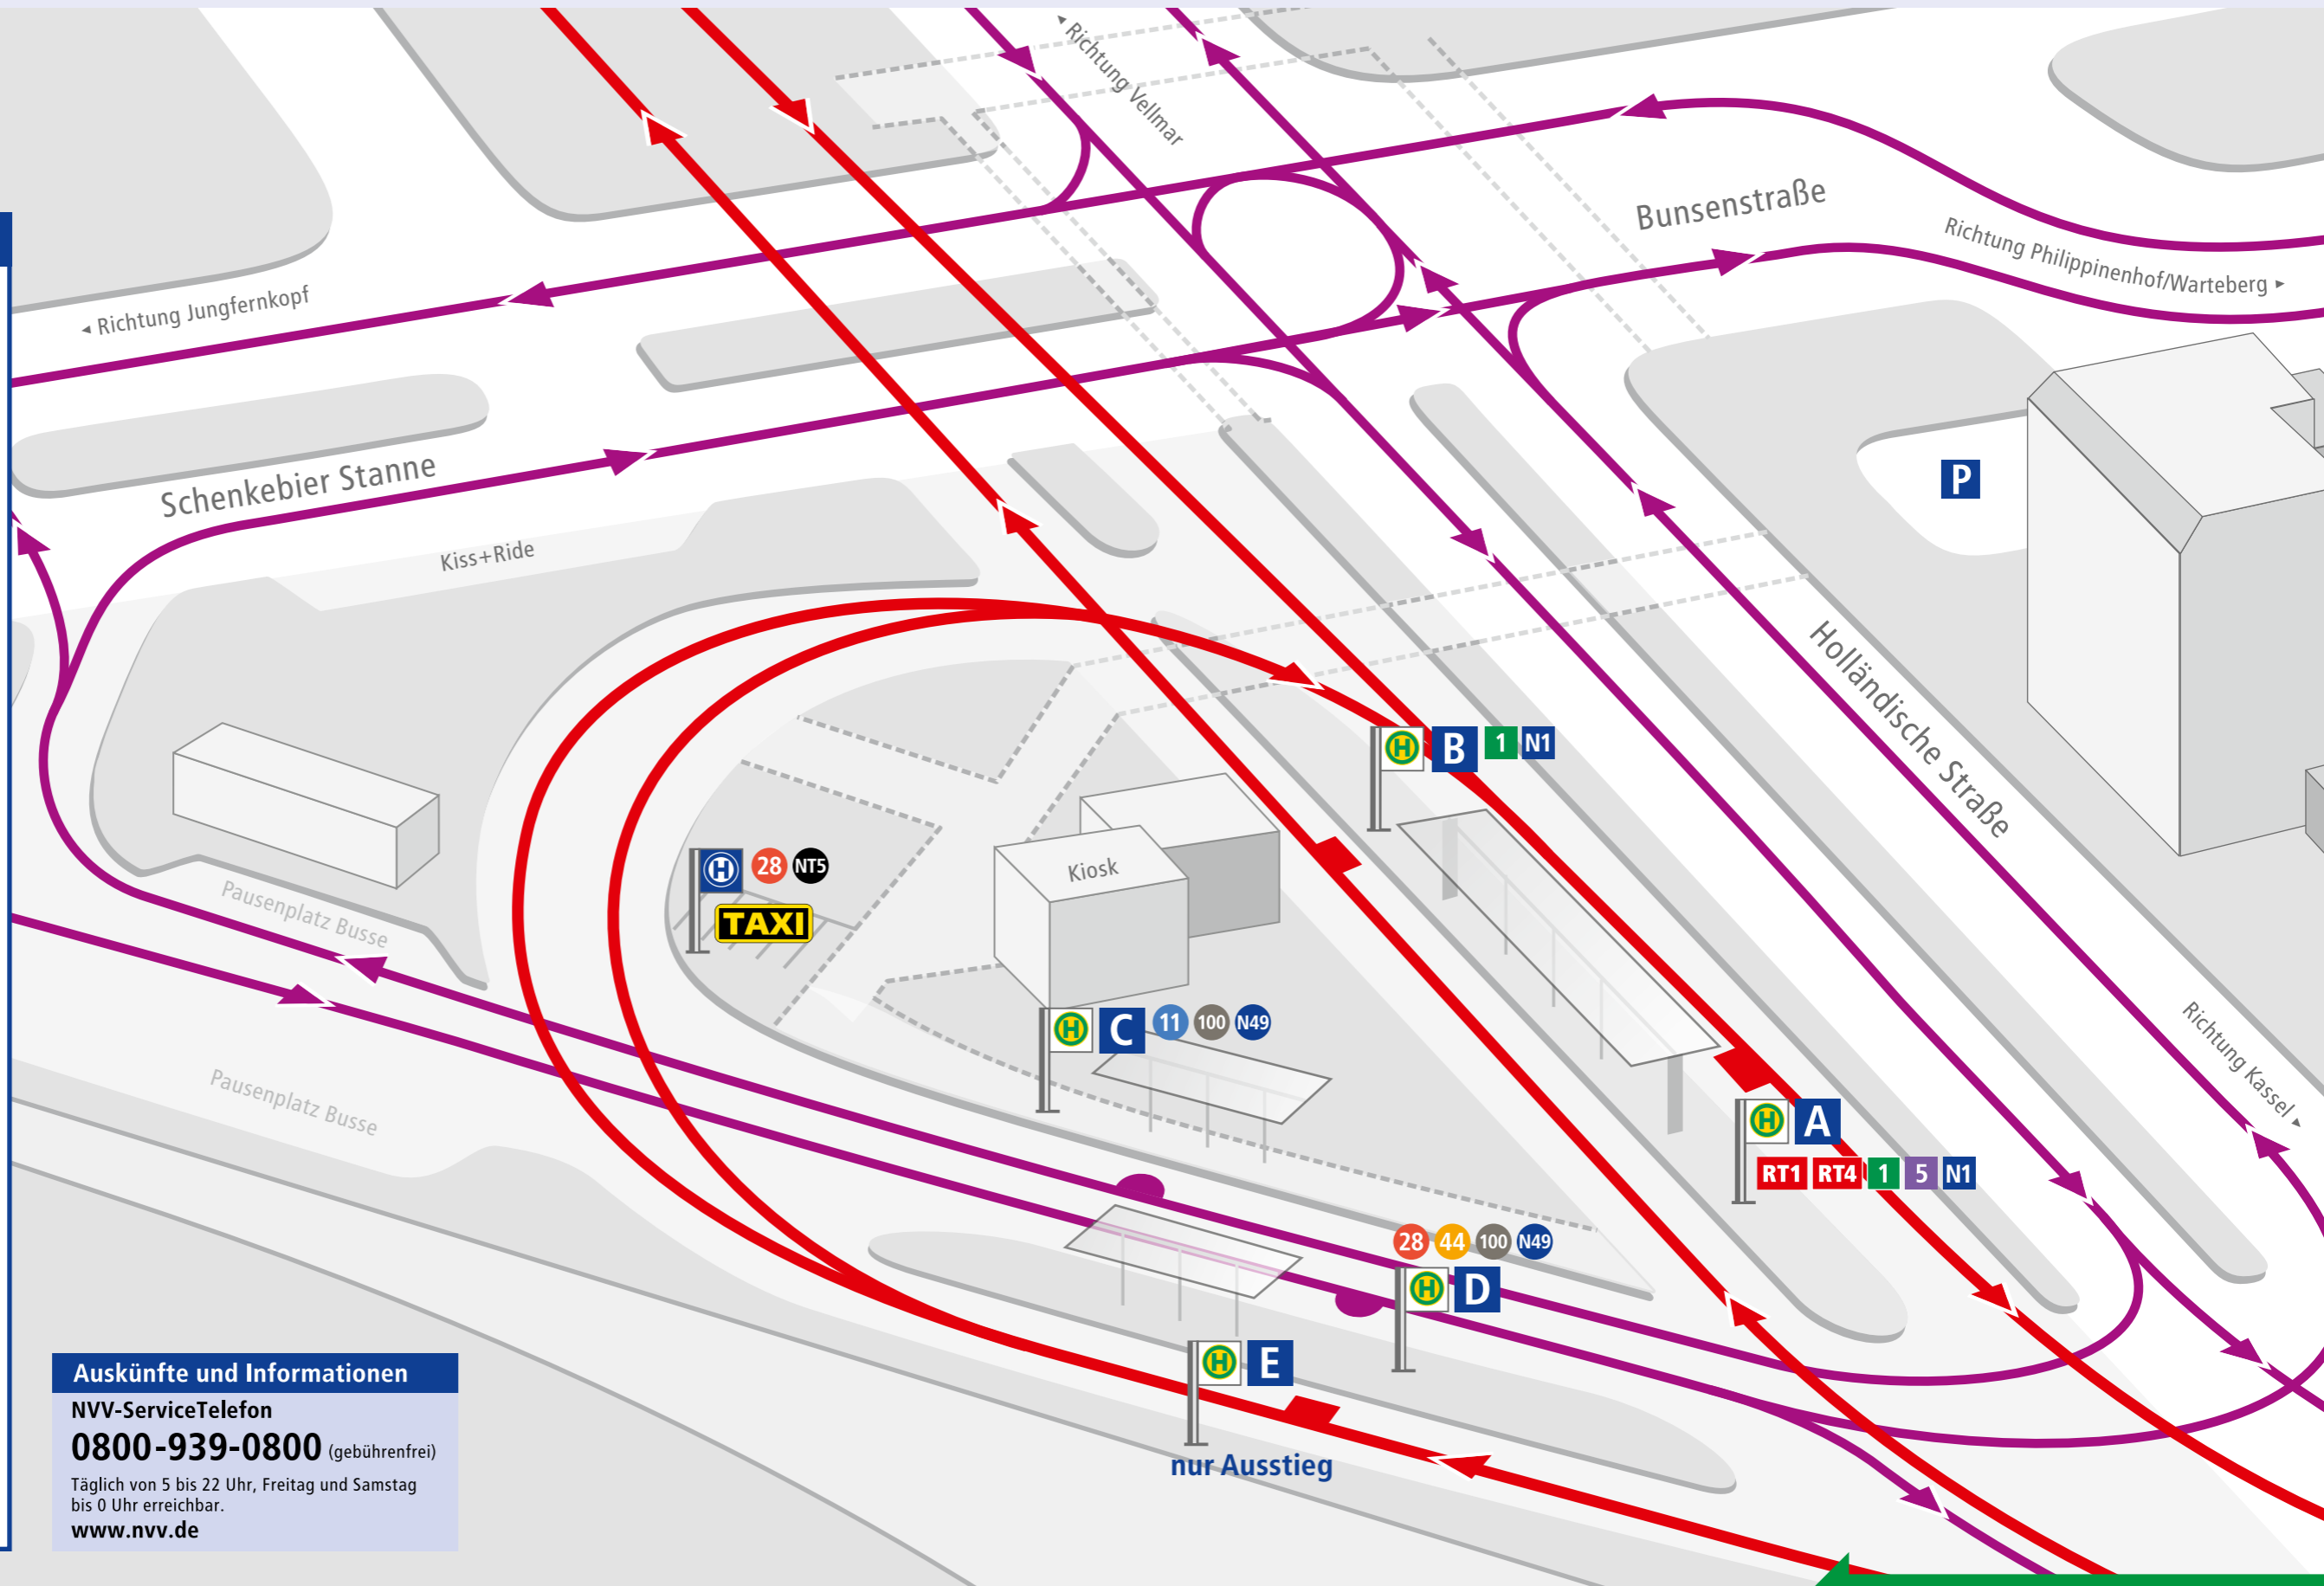 ◂ Richtung Vellmar
Bunsenstraße
Richtung Philippinenhof/Warteberg ▸
◂ Richtung Jungfernkopf
Schenkebier Stanne
Kiss+Ride
P
Holländische Straße
H B 1 N1
Kiosk
H 28 NT5
TAXI
Pausenplatz Busse
H C 11 100 N49
Richtung Kassel ▸
Pausenplatz Busse
H A
RT1 RT4 1 5 N1
28 44 100 N49
H D
H E
nur Ausstieg
Auskünfte und Informationen
NVV-ServiceTelefon
0800-939-0800 (gebührenfrei)
Täglich von 5 bis 22 Uhr, Freitag und Samstag
bis 0 Uhr erreichbar.
www.nvv.de